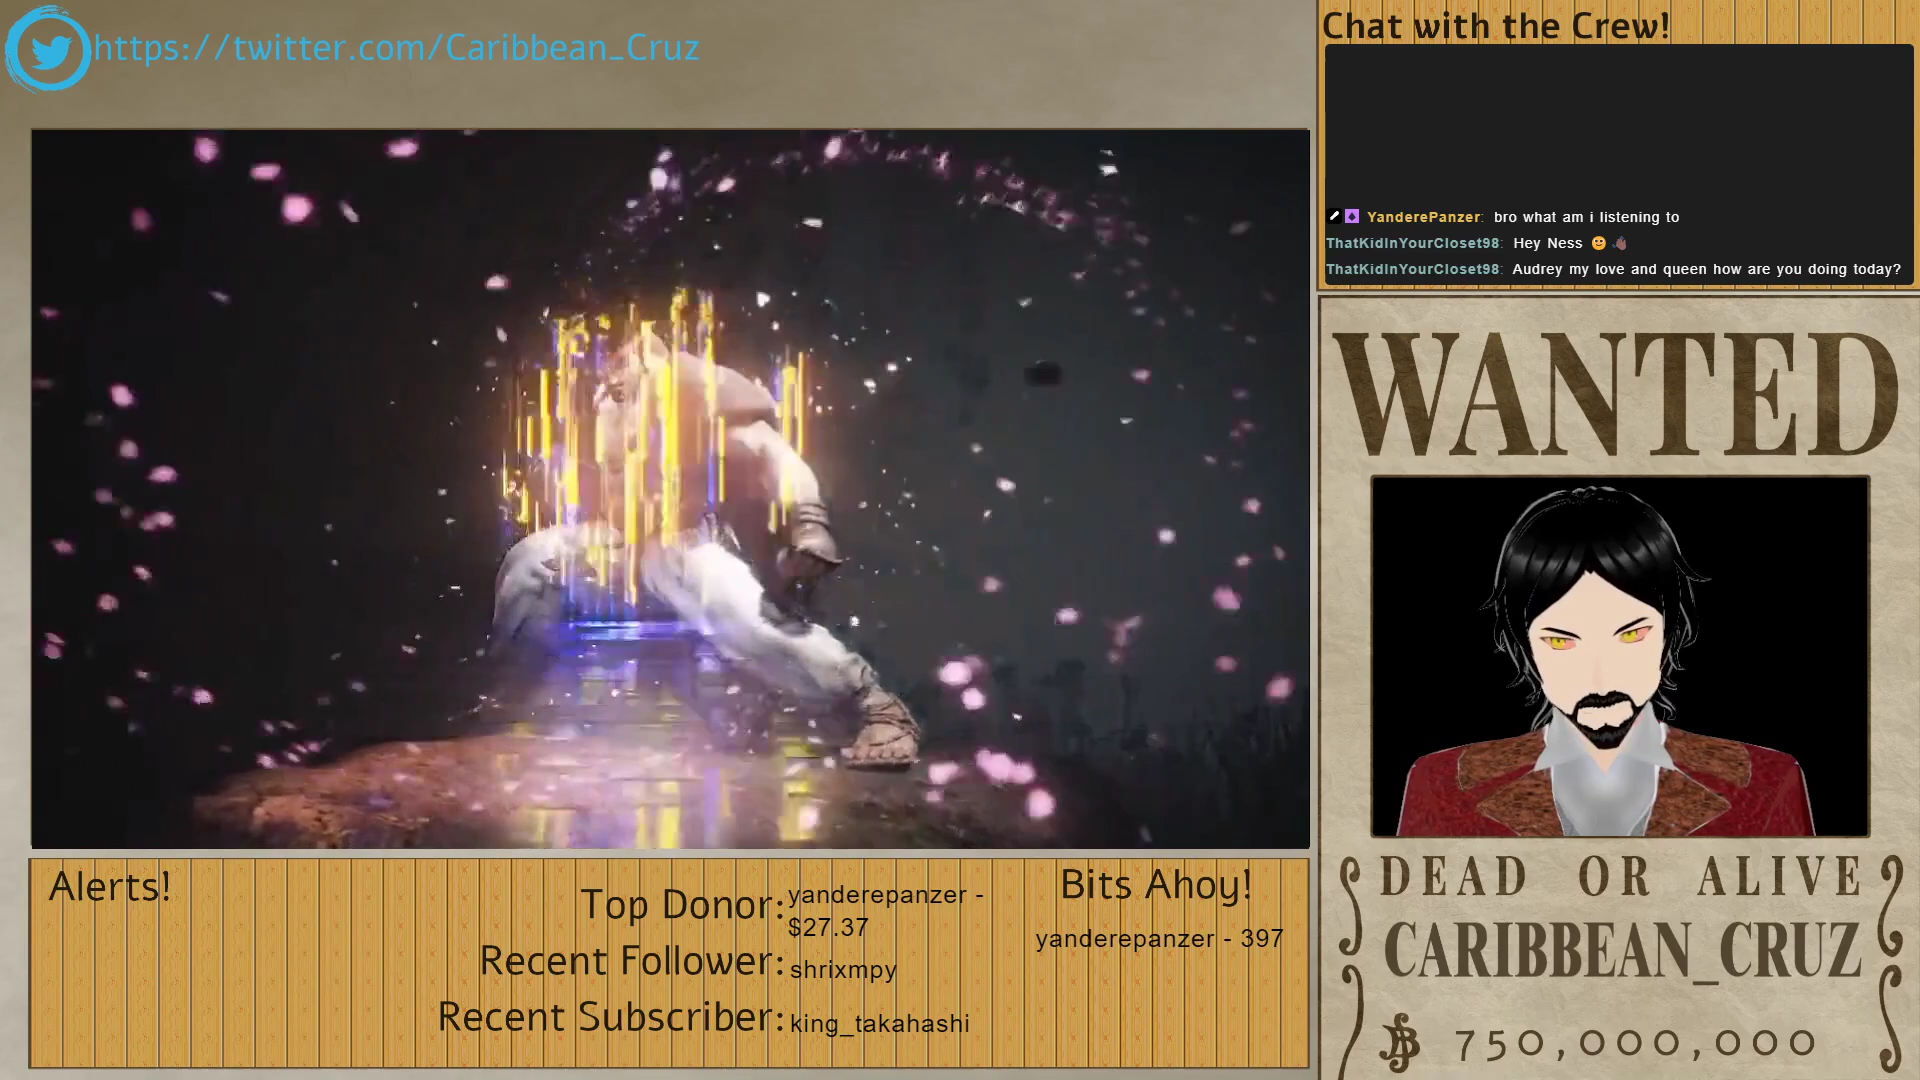 https://twitter.com/Caribbean_Cruz
Chat with the Crew!
YanderePanzer: bro what am i listening to
ThatKidInYourCloset98: Hey Ness
ThatKidInYourCloset98: Audrey my love and queen how are you doing today?
WANTED
DEAD OR ALIVE
CARIBBEAN_CRUZ
750,000,000
Alerts!
Top Donor: yanderepanzer -
$27.37
Recent Follower: shrixmpy
Recent Subscriber: king_takahashi
Bits Ahoy!
yanderepanzer - 397